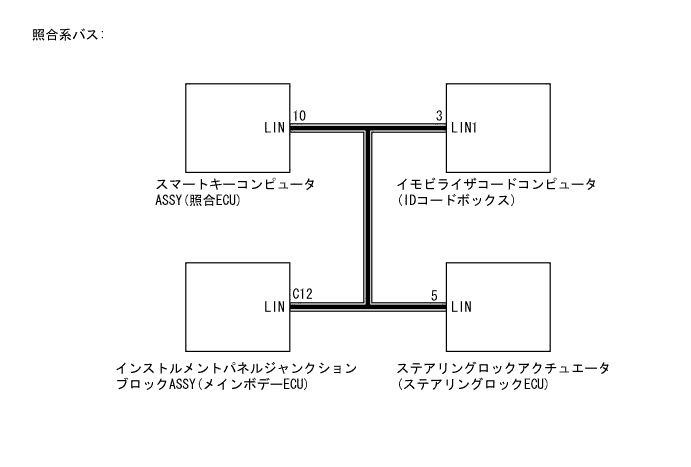 照合系バス:
10
3
LIN
LIN1
スマートキーコンピュータ
ASSY(照合ECU)
イモビライザコードコンピュータ
(IDコードボックス)
C12
5
LIN
LIN
インストルメントパネルジャンクション
ブロックASSY(メインボデーECU)
ステアリングロックアクチュエータ
(ステアリングロックECU)